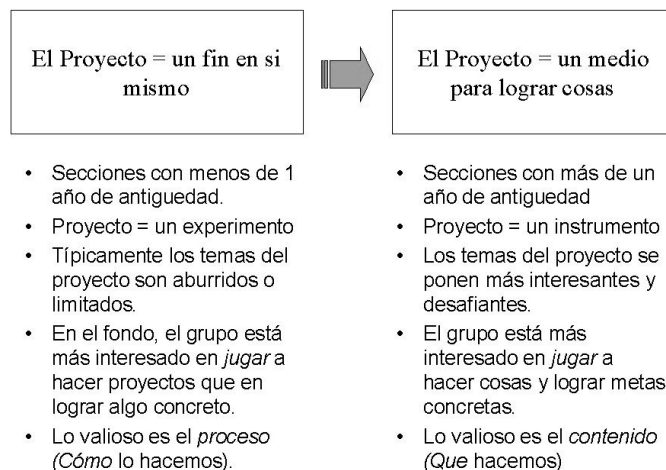 El Proyecto = un fin en si
mismo
El Proyecto = un medio
para lograr cosas
• Secciones con menos de 1
año de antiguedad.
• Proyecto = un experimento
• Típicamente los temas del
proyecto son aburridos o
limitados.
• En el fondo, el grupo está
más interesado en jugar a
hacer proyectos que en
lograr algo concreto.
• Lo valioso es el proceso
(Cómo lo hacemos).
• Secciones con más de un
año de antiguedad
• Proyecto = un instrumento
• Los temas del proyecto se
ponen más interesantes y
desafiantes.
• El grupo está más
interesado en jugar a
hacer cosas y lograr metas
concretas.
• Lo valioso es el contenido
(Que hacemos)